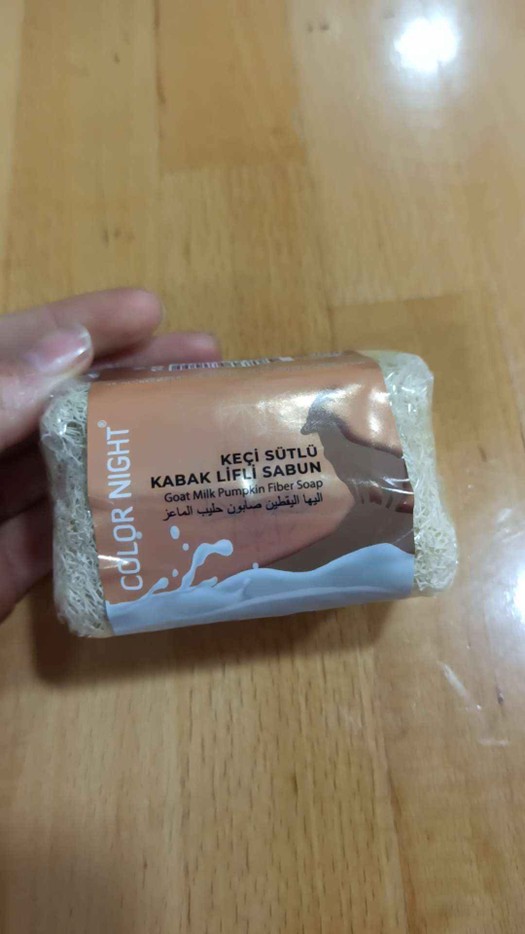 COLOR NIGHT®
KEÇİ SÜTLÜ
KABAK LİFLİ SABUN
Goat Milk Pumpkin Fiber Soap
اليها اليقطين صابون حليب الماعز